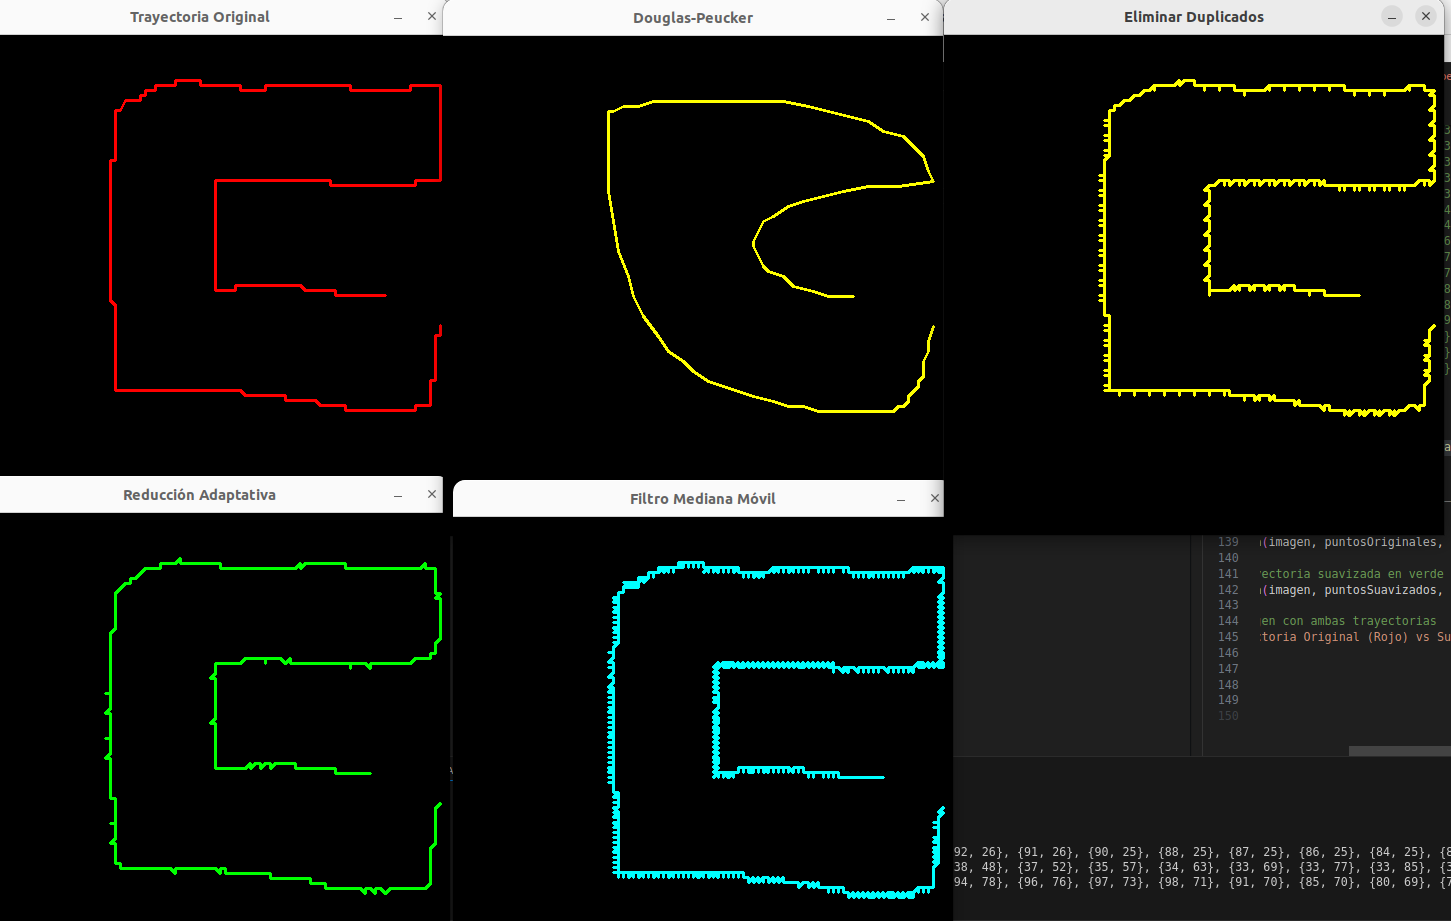 Trayectoria Original
Douglas-Peucker
Eliminar Duplicados
Reducción Adaptativa
Filtro Mediana Móvil
139 (imagen, puntosOriginales,
140
141 yectoria suavizada en verde
142 (imagen, puntosSuavizados,
143
144 en con ambas trayectorias
145 toria Original (Rojo) vs Su
146
147
148
149
150
92, 26}, {91, 26}, {90, 25}, {88, 25}, {87, 25}, {86, 25}, {84, 25}, {8
38, 48}, {37, 52}, {35, 57}, {34, 63}, {33, 69}, {33, 77}, {33, 85}, {3
94, 78}, {96, 76}, {97, 73}, {98, 71}, {91, 70}, {85, 70}, {80, 69}, {7